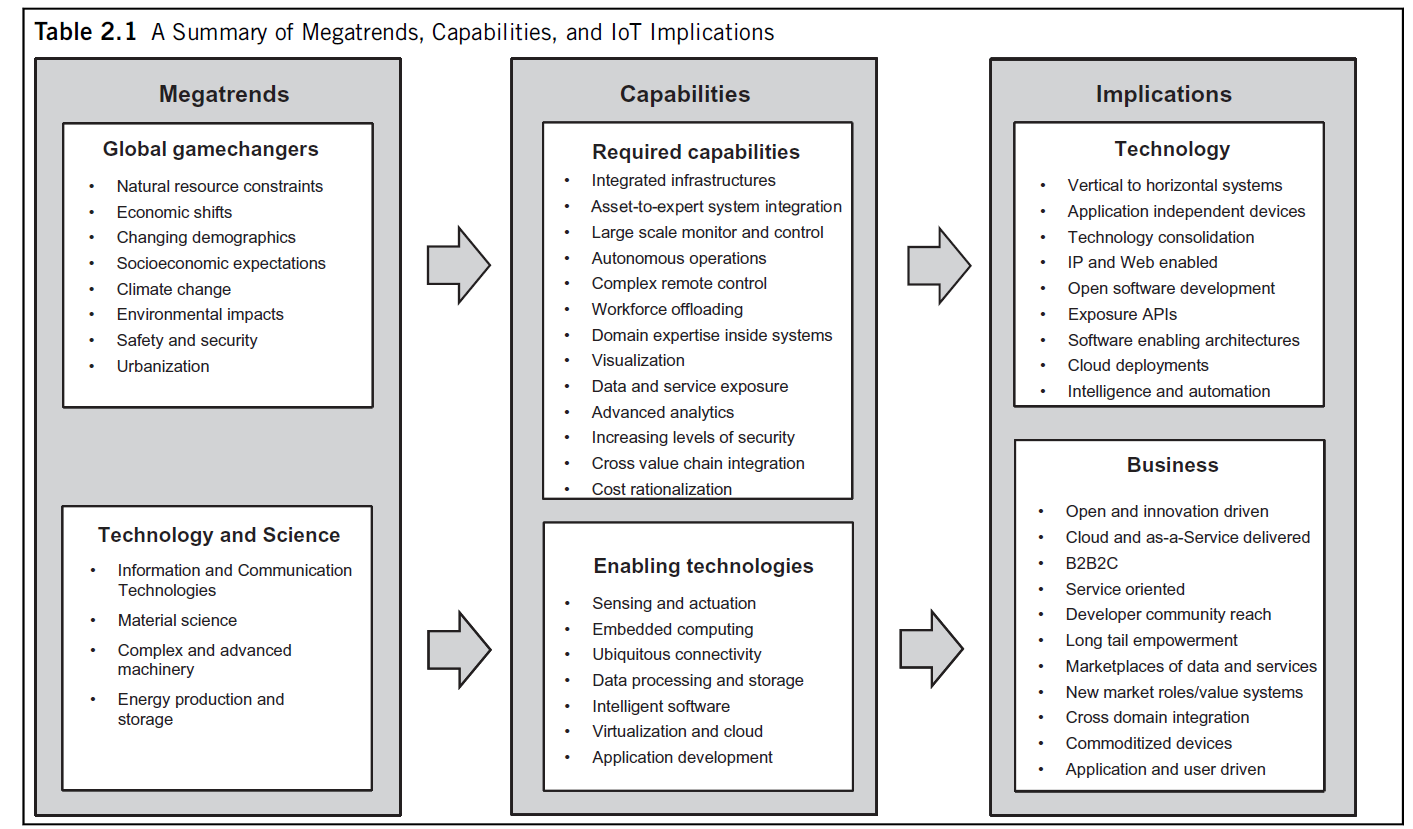 Table 2.1 A Summary of Megatrends, Capabilities, and IoT Implications
Megatrends
Global gamechangers
• Natural resource constraints
• Economic shifts
• Changing demographics
• Socioeconomic expectations
• Climate change
• Environmental impacts
• Safety and security
• Urbanization
Technology and Science
• Information and Communication
Technologies
• Material science
• Complex and advanced
machinery
• Energy production and
storage
Capabilities
Required capabilities
• Integrated infrastructures
• Asset-to-expert system integration
• Large scale monitor and control
• Autonomous operations
• Complex remote control
• Workforce offloading
• Domain expertise inside systems
• Visualization
• Data and service exposure
• Advanced analytics
• Increasing levels of security
• Cross value chain integration
• Cost rationalization
Enabling technologies
• Sensing and actuation
• Embedded computing
• Ubiquitous connectivity
• Data processing and storage
• Intelligent software
• Virtualization and cloud
• Application development
Implications
Technology
• Vertical to horizontal systems
• Application independent devices
• Technology consolidation
• IP and Web enabled
• Open software development
• Exposure APIs
• Software enabling architectures
• Cloud deployments
• Intelligence and automation
Business
• Open and innovation driven
• Cloud and as-a-Service delivered
• B2B2C
• Service oriented
• Developer community reach
• Long tail empowerment
• Marketplaces of data and services
• New market roles/value systems
• Cross domain integration
• Commoditized devices
• Application and user driven